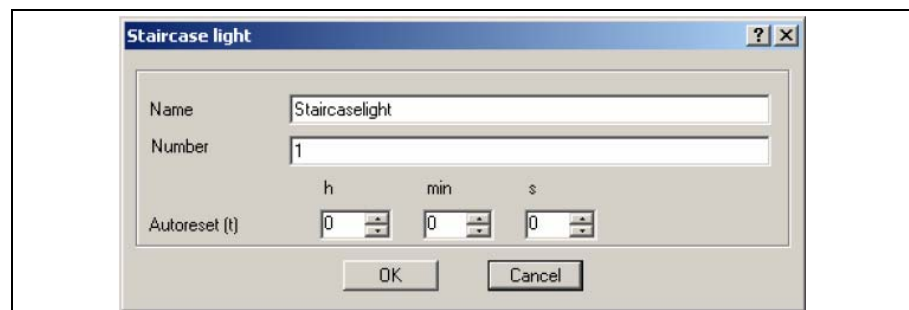 Staircase light
Name Staircaselight
Number 1
h min s
Autoreset (t) 0 0 0
OK Cancel